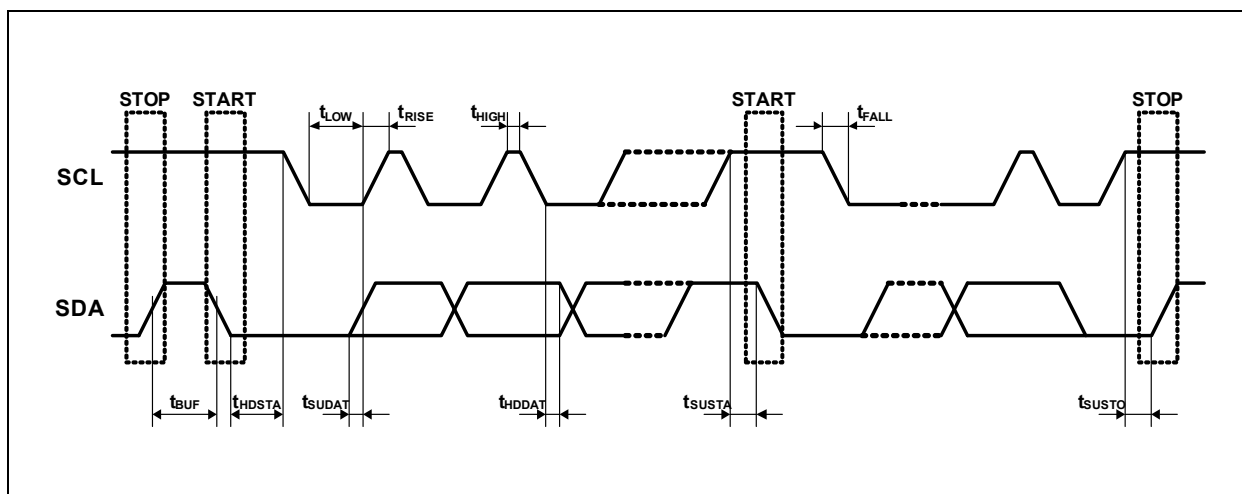 STOP START START STOP
tLOW tRISE tHIGH tFALL
SCL
SDA
tBUF tHDSTA tSUDAT tHDDAT tSUSTA tSUSTO